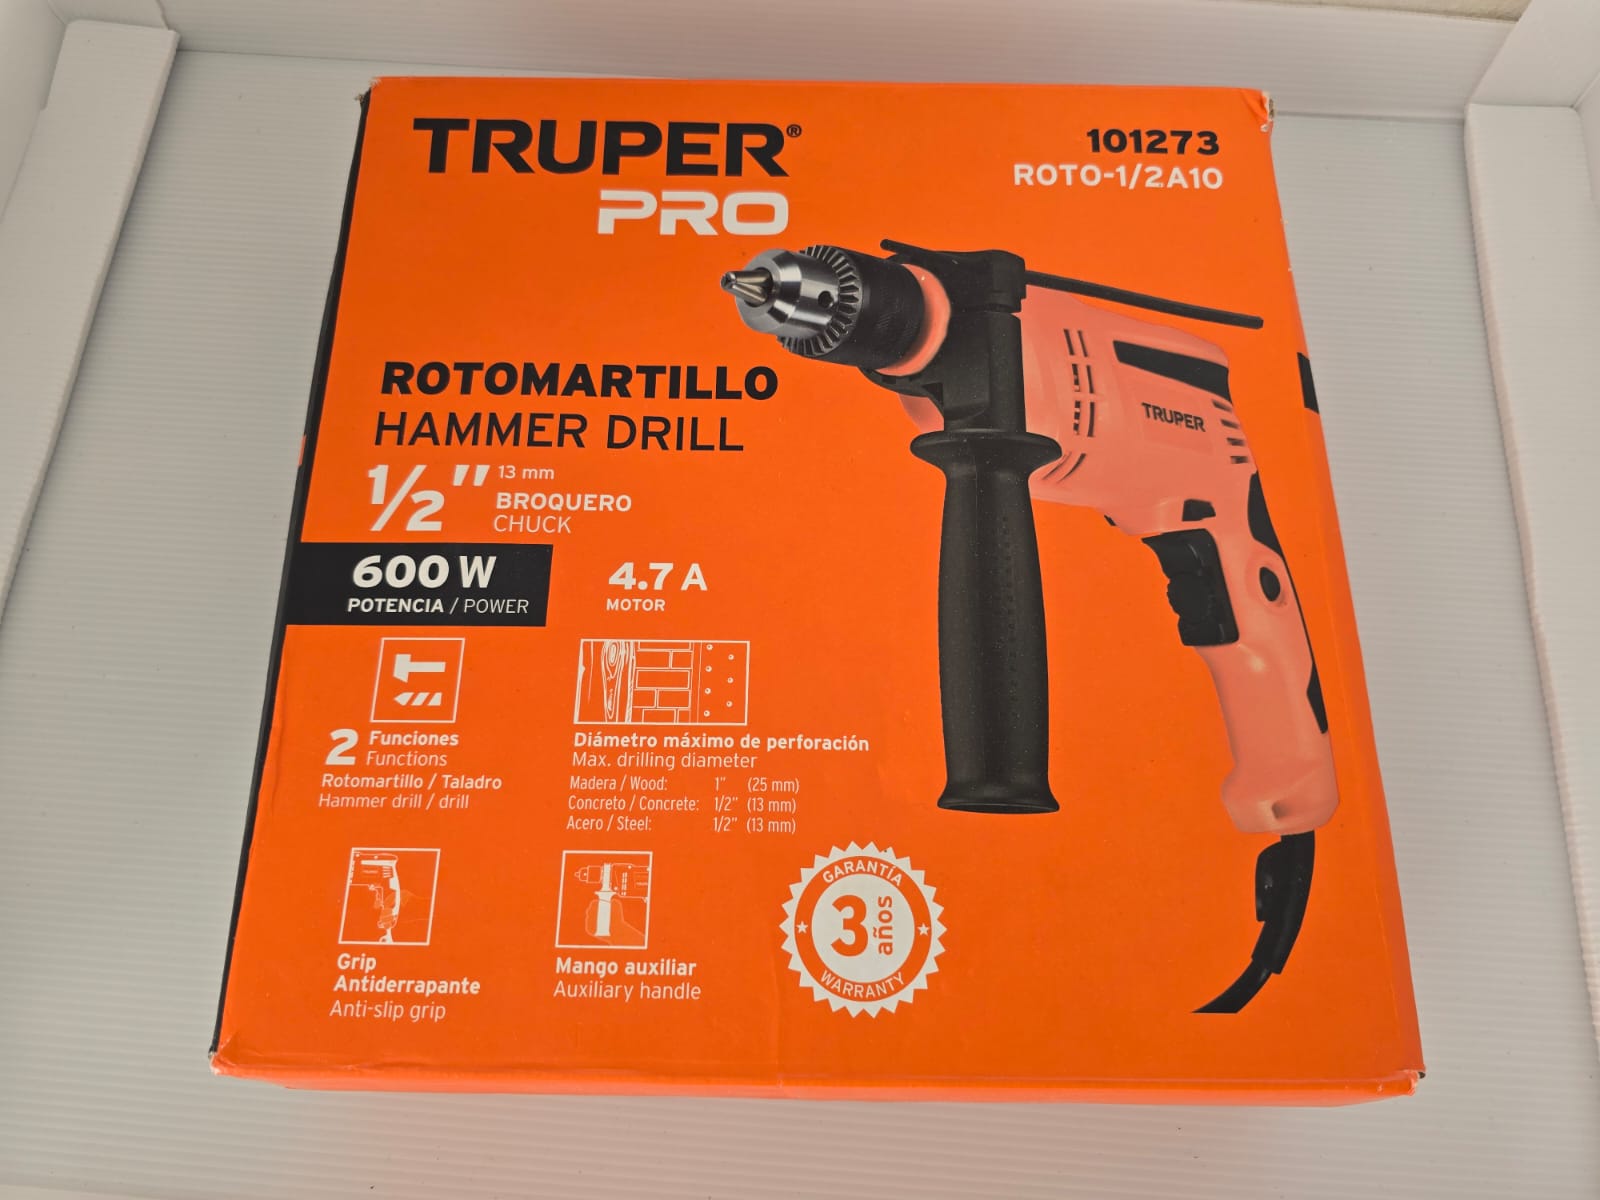 TRUPER®
PRO
101273
ROTO-1/2A10
TRUPER
ROTOMARTILLO
HAMMER DRILL
1/2" 13 mm
BROQUERO
CHUCK
600 W
POTENCIA / POWER
4.7 A
MOTOR
2 Funciones
Functions
Rotomartillo / Taladro
Hammer drill / drill
Diámetro máximo de perforación
Max. drilling diameter
Madera / Wood: 1" (25 mm)
Concreto / Concrete: 1/2" (13 mm)
Acero / Steel: 1/2" (13 mm)
Grip
Antiderrapante
Anti-slip grip
Mango auxiliar
Auxiliary handle
GARANTÍA
3 años
WARRANTY